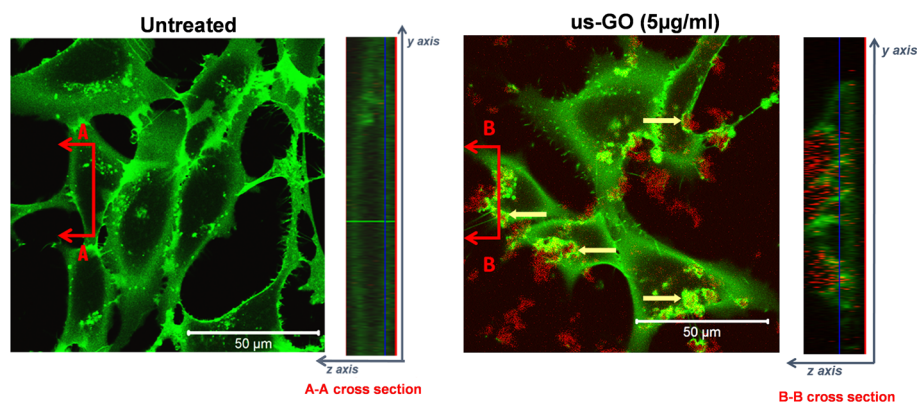 Untreated
us-GO (5µg/ml)
y axis
y axis
A
A
B
B
50 µm
50 µm
z axis
z axis
A-A cross section
B-B cross section